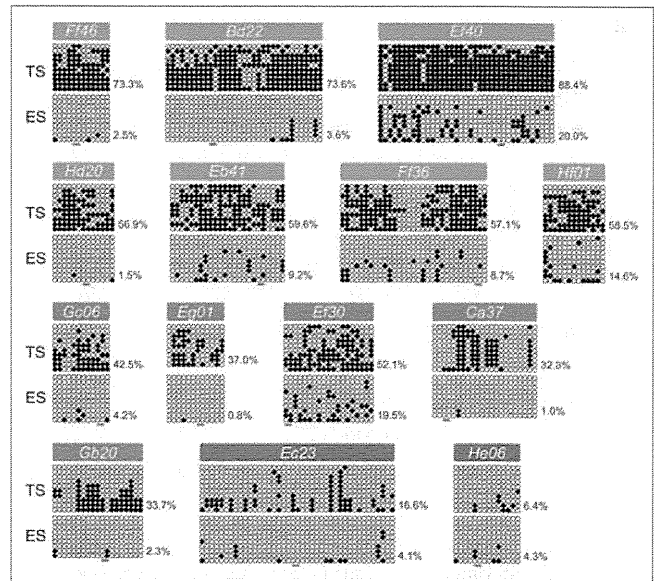 Ff46 Bd22 Ef40
TS 73.3% 73.6% 88.4%
ES 2.5% 3.6% 20.0%
Hd20 Eb41 Ff36 Hf01
TS 56.9% 59.6% 57.1% 58.5%
ES 1.5% 9.2% 8.7% 14.6%
Gc06 Eg01 Ef30 Ca37
TS 42.5% 37.0% 52.1% 32.3%
ES 4.2% 0.8% 19.5% 1.0%
Gh20 Ec23 He06
TS 33.7% 16.6% 6.4%
ES 2.3% 4.1% 4.3%